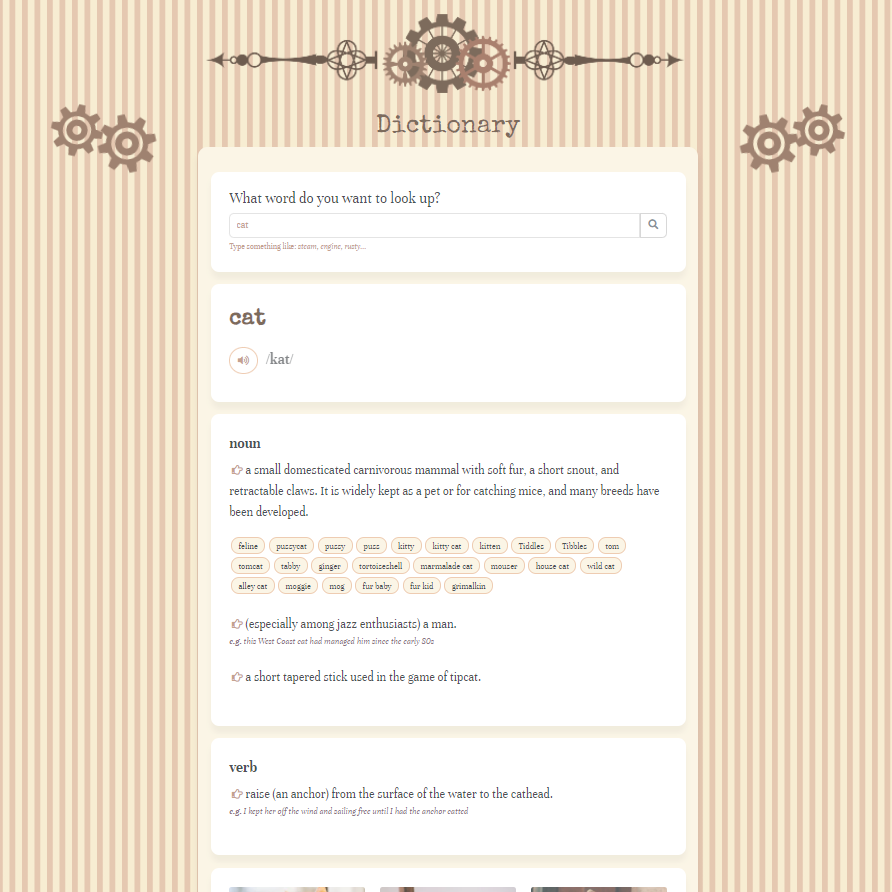 Dictionary
What word do you want to look up?
cat
Type something like: steam, engine, rusty...
cat
/kat/
noun
a small domesticated carnivorous mammal with soft fur, a short snout, and
retractable claws. It is widely kept as a pet or for catching mice, and many breeds have
been developed.
feline pussycat pussy puss kitty kitty cat kitten Tiddles Tibbles tom
tomcat tabby ginger tortoiseshell marmalade cat mouser house cat wild cat
alley cat moggie mog fur baby fur kid grimalkin
(especially among jazz enthusiasts) a man.
e.g. this West Coast cat had managed him since the early 80s
a short tapered stick used in the game of tipcat.
verb
raise (an anchor) from the surface of the water to the cathead.
e.g. I kept her off the wind and sailing free until I had the anchor catted